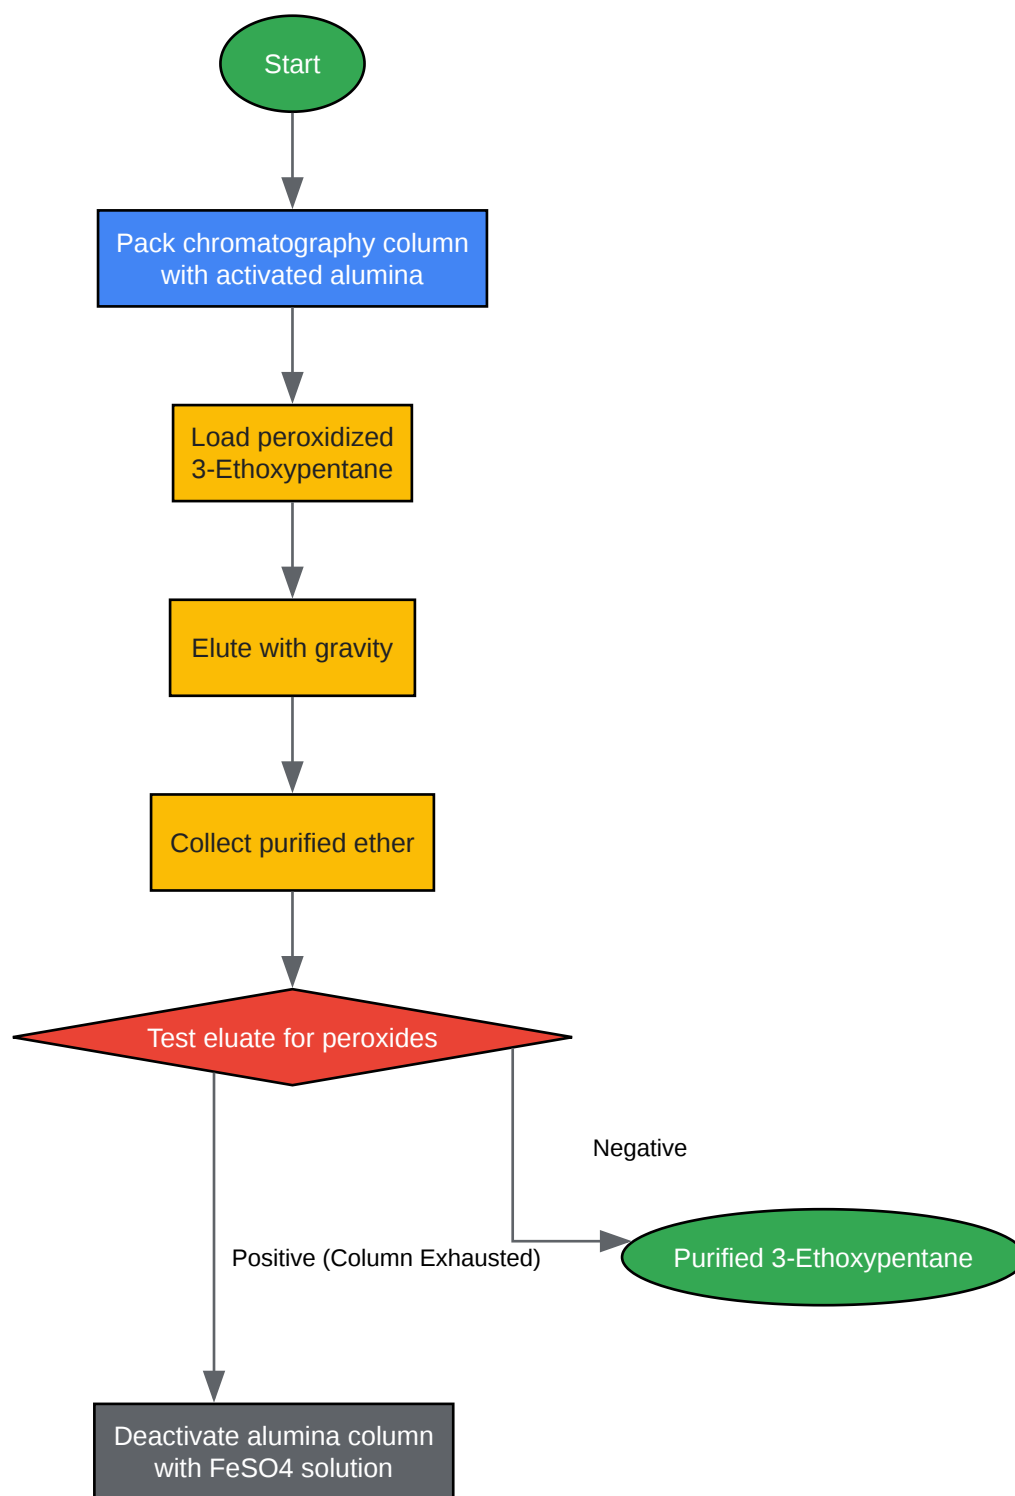 Start
Pack chromatography column
with activated alumina
Load peroxidized
3-Ethoxypentane
Elute with gravity
Collect purified ether
Test eluate for peroxides
Negative
Positive (Column Exhausted)
Purified 3-Ethoxypentane
Deactivate alumina column
with FeSO4 solution